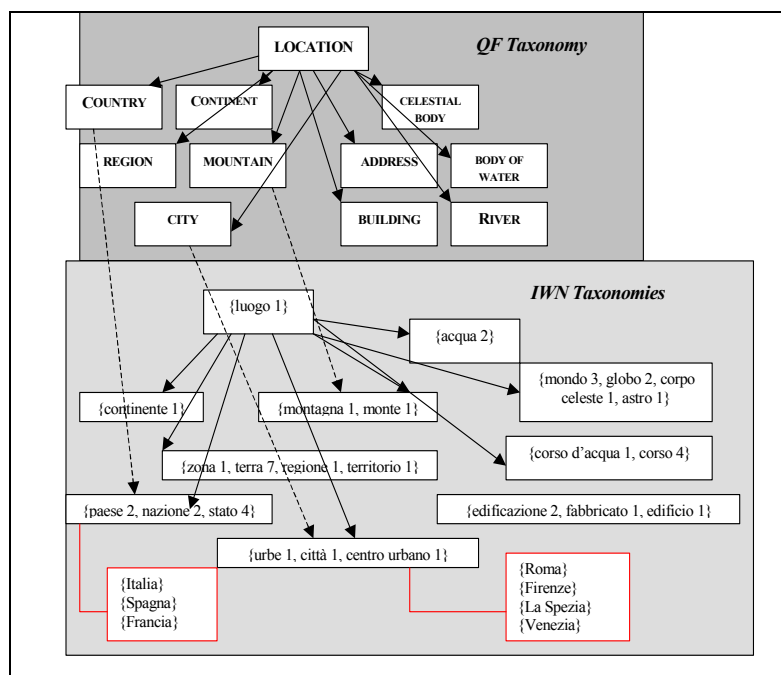 QF Taxonomy
LOCATION
COUNTRY
CONTINENT
CELESTIAL
BODY
REGION
MOUNTAIN
ADDRESS
BODY OF
WATER
CITY
BUILDING
RIVER
IWN Taxonomies
{luogo 1}
{acqua 2}
{mondo 3, globo 2, corpo
celeste 1, astro 1}
{continente 1}
{montagna 1, monte 1}
{zona 1, terra 7, regione 1, territorio 1}
{corso d’acqua 1, corso 4}
{paese 2, nazione 2, stato 4}
{edificazione 2, fabbricato 1, edificio 1}
{urbe 1, città 1, centro urbano 1}
{Italia}
{Spagna}
{Francia}
{Roma}
{Firenze}
{La Spezia}
{Venezia}